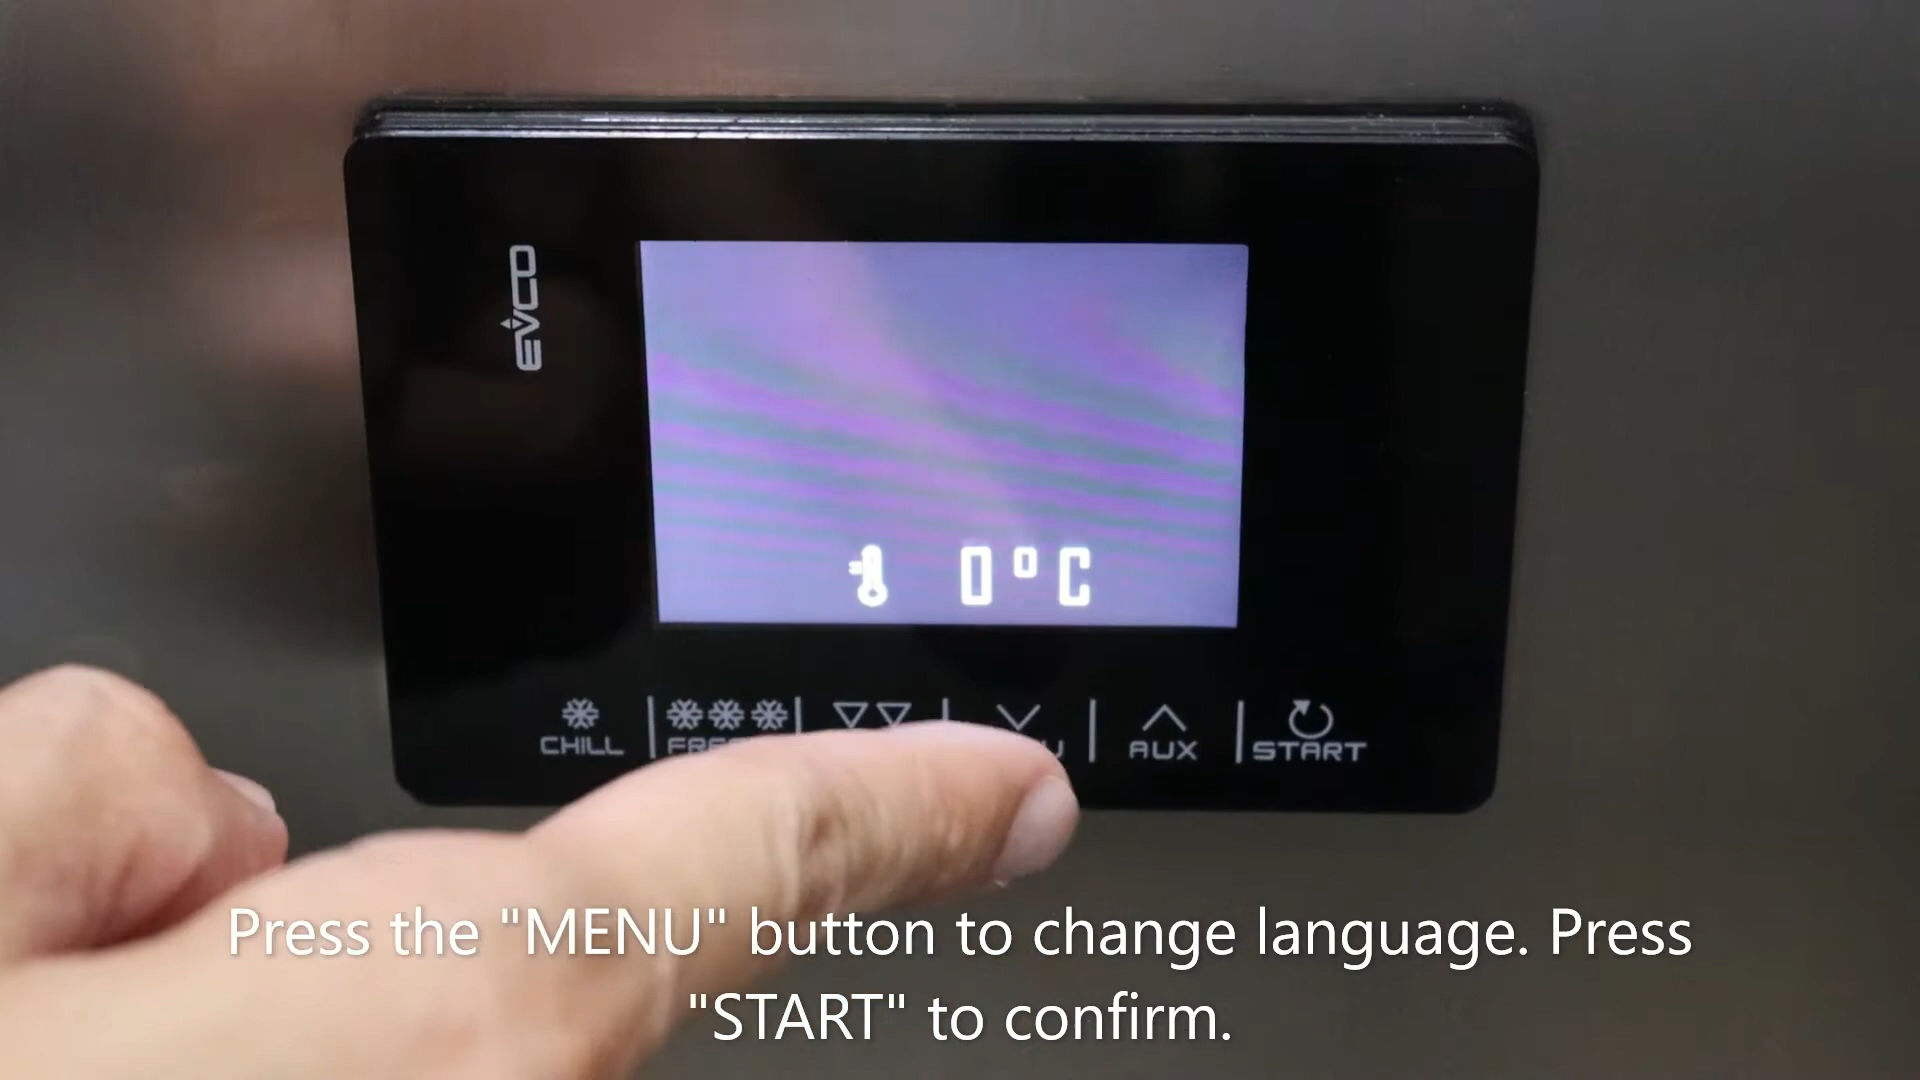 EVCO
0°C
CHILL
AUX
START
Press the "MENU" button to change language. Press
"START" to confirm.